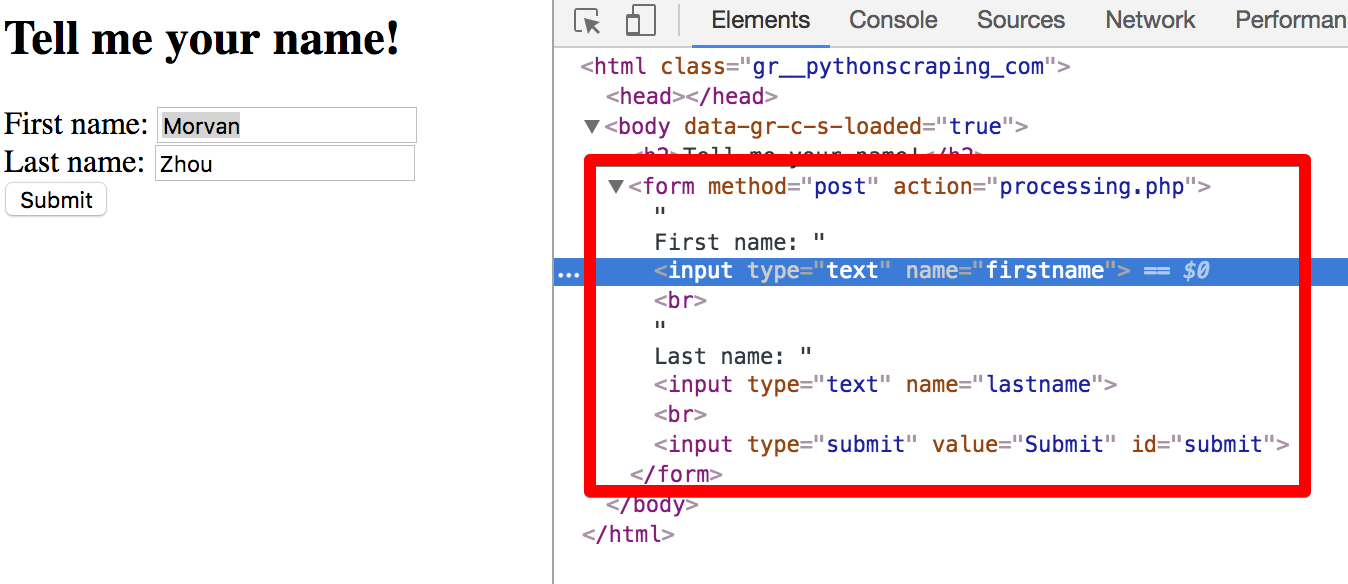 Tell me your name!
First name: Morvan
Last name: Zhou
Submit
Elements Console Sources Network Performan
<html class="gr__pythonscraping_com">
<head></head>
▼<body data-gr-c-s-loaded="true">
<h2>Tell me your name!</h2>
▼<form method="post" action="processing.php">
"
First name: "
... <input type="text" name="firstname"> == $0
<br>
"
Last name: "
<input type="text" name="lastname">
<br>
<input type="submit" value="Submit" id="submit">
</form>
</body>
</html>